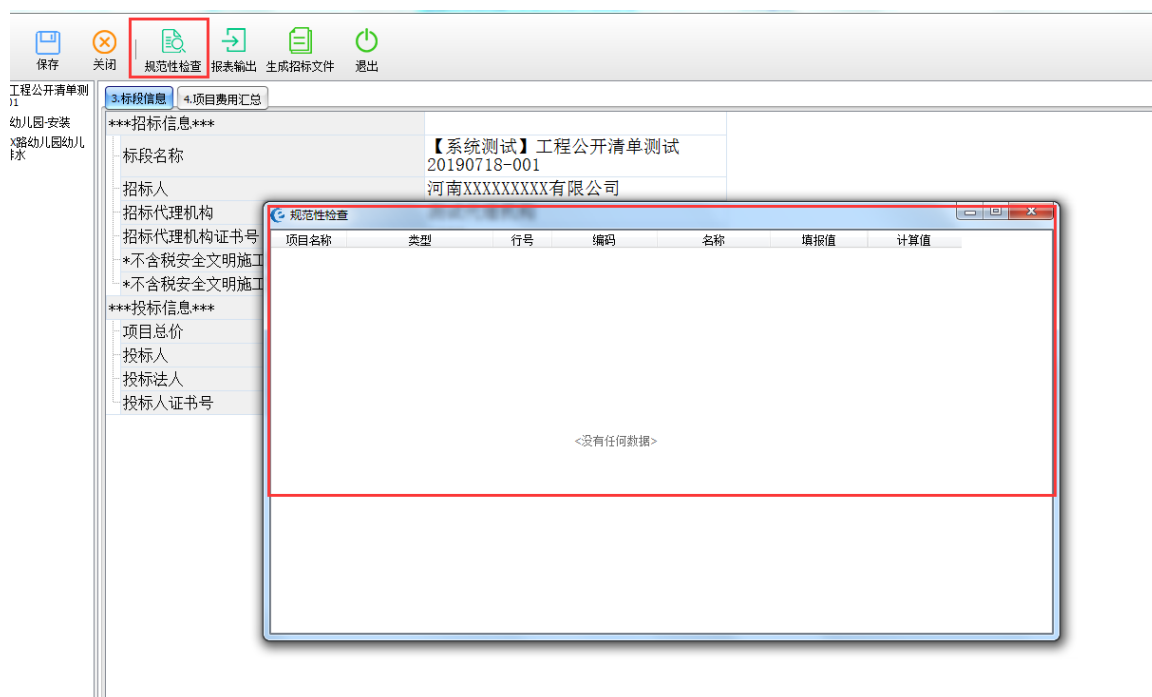 保存
关闭
规范性检查
报表输出
生成招标文件
退出
工程公开清单测
01
幼儿园-安装
X路幼儿园幼儿
排水
3.标段信息
4.项目费用汇总
***招标信息***
标段名称
【系统测试】工程公开清单测试
20190718-001
招标人
河南XXXXXXXXX有限公司
招标代理机构
招标代理机构证书号
*不含税安全文明施工
*不含税安全文明施工
***投标信息***
项目总价
投标人
投标法人
投标人证书号
规范性检查
项目名称 类型 行号 编码 名称 填报值 计算值
<没有任何数据>